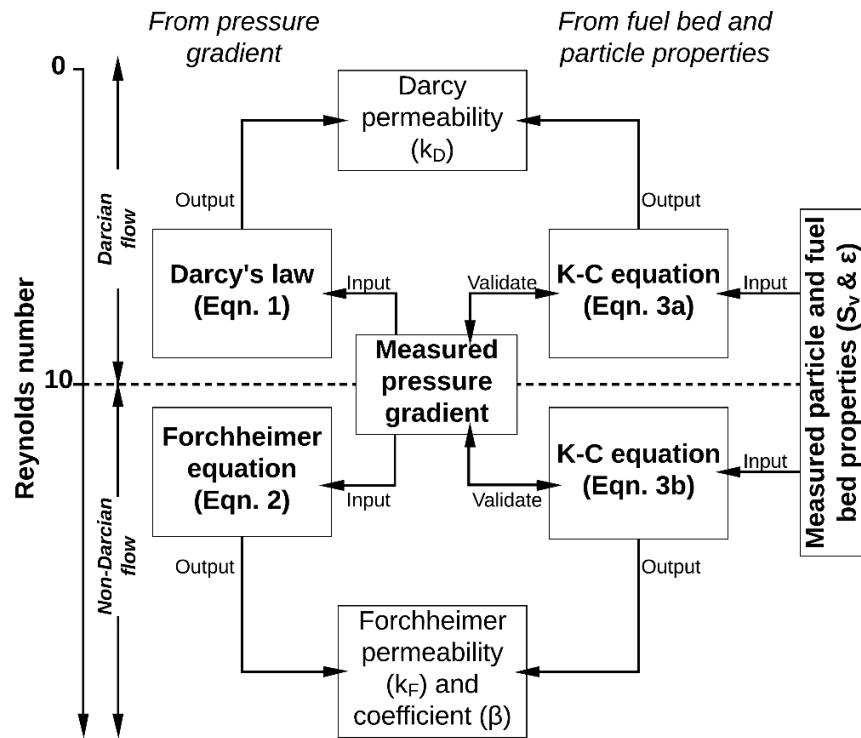 From pressure
gradient
From fuel bed and
particle properties
0
Darcy
permeability
(k_D)
Output
Output
Darcian
flow
Darcy's law
(Eqn. 1)
Input
Validate
K-C equation
(Eqn. 3a)
Input
Measured particle and fuel
bed properties (S_v & ε)
Reynolds number
10
Measured
pressure
gradient
Forchheimer
equation
(Eqn. 2)
Input
Validate
K-C equation
(Eqn. 3b)
Input
Non-Darcian
flow
Output
Output
Forchheimer
permeability
(k_F) and
coefficient (β)